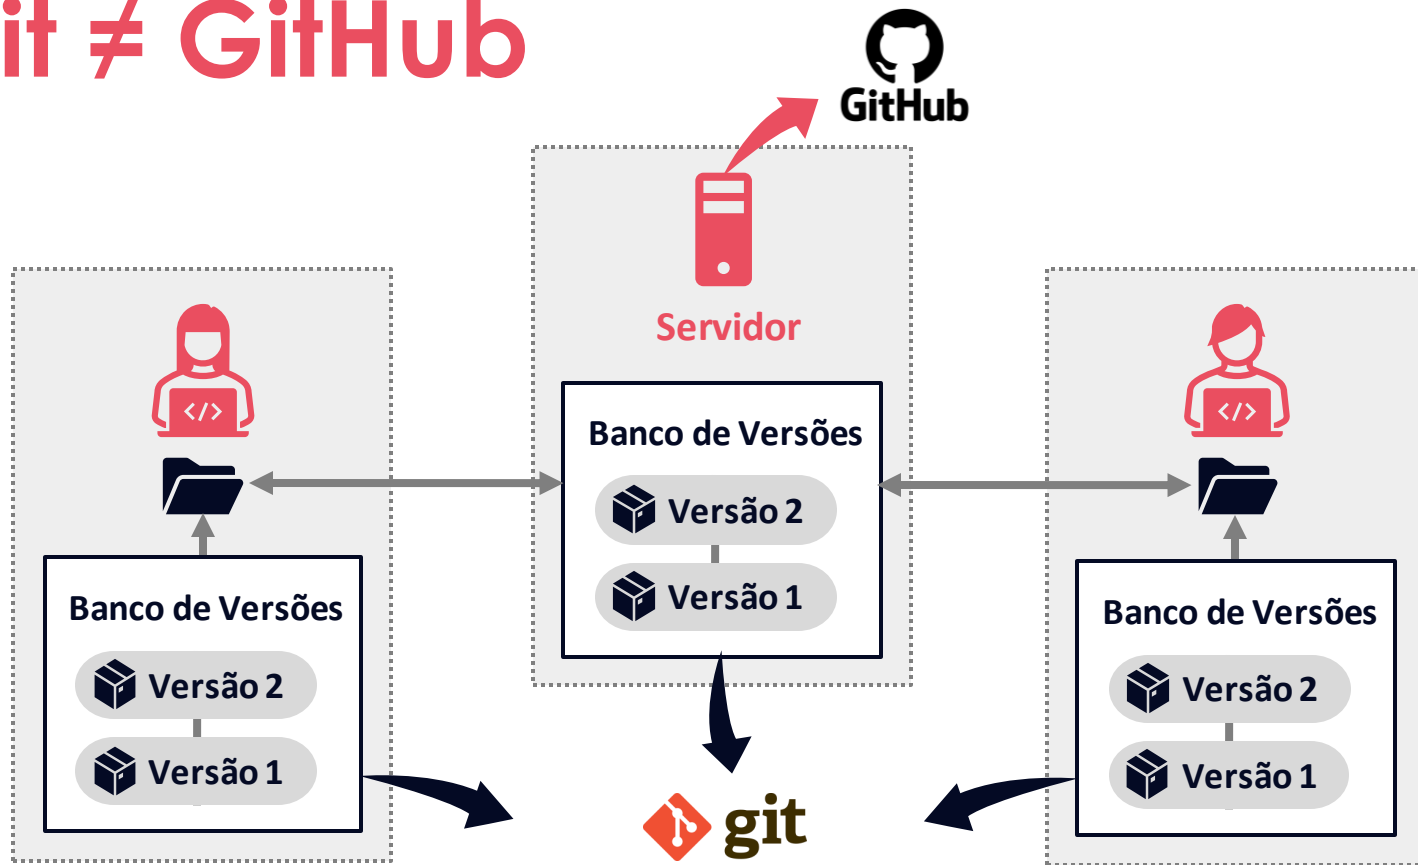 it ≠ GitHub
GitHub
Servidor
Banco de Versões
Versão 2
Versão 1
</>
Banco de Versões
Versão 2
Versão 1
</>
Banco de Versões
Versão 2
Versão 1
git